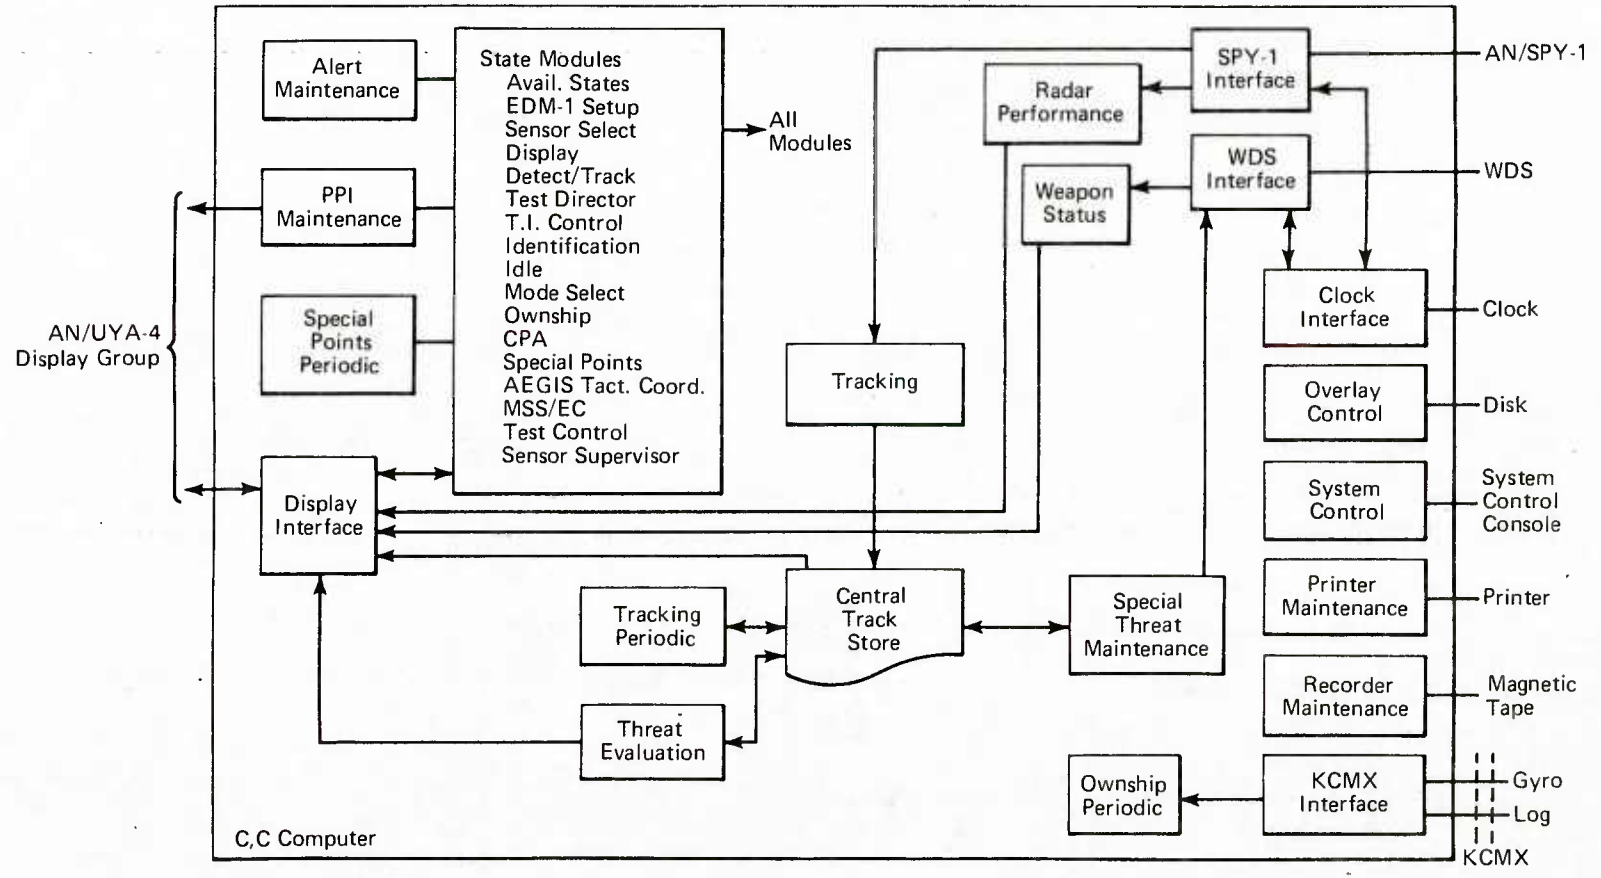 Alert
Maintenance
PPI
Maintenance
Special
Points
Periodic
AN/UYA-4
Display Group
Display
Interface
State Modules
Avail. States
EDM-1 Setup
Sensor Select
Display
Detect/Track
Test Director
T.I. Control
Identification
Idle
Mode Select
Ownship
CPA
Special Points
AEGIS Tact. Coord.
MSS/EC
Test Control
Sensor Supervisor
All
Modules
Radar
Performance
SPY-1
Interface
AN/SPY-1
Weapon
Status
WDS
Interface
WDS
Clock
Interface
Clock
Tracking
Overlay
Control
Disk
System
Control
System
Control
Console
Tracking
Periodic
Central
Track
Store
Special
Threat
Maintenance
Printer
Maintenance
Printer
Threat
Evaluation
Recorder
Maintenance
Magnetic
Tape
Ownship
Periodic
KCMX
Interface
Gyro
Log
KCMX
C,C Computer